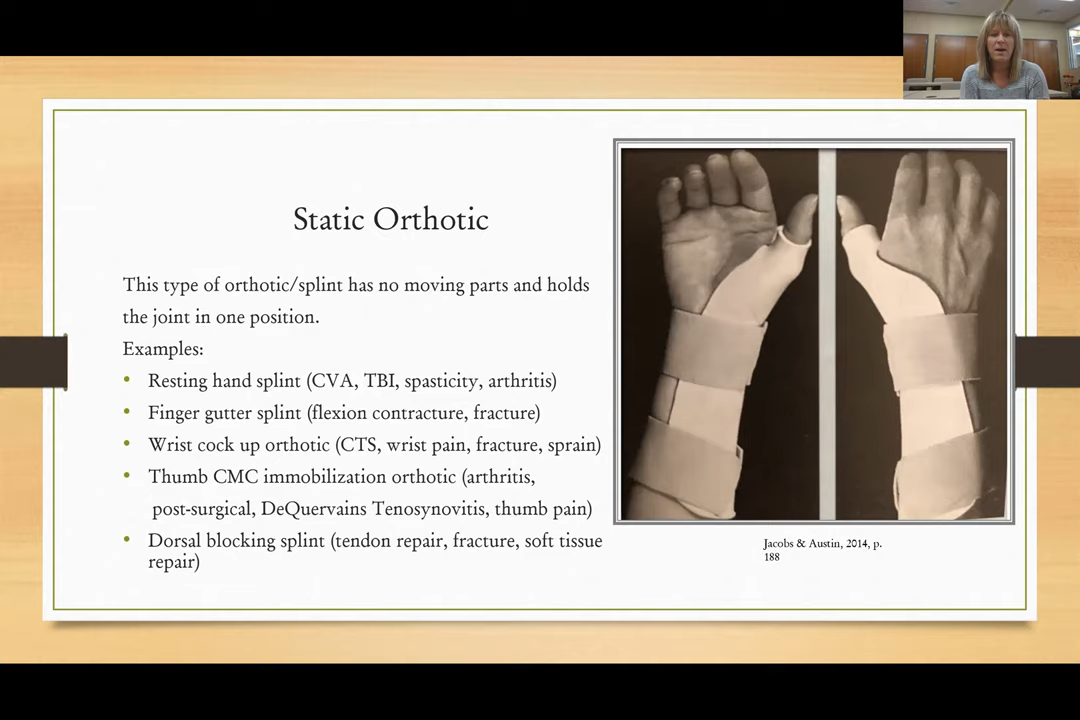 Static Orthotic
This type of orthotic/splint has no moving parts and holds
the joint in one position.
Examples:
• Resting hand splint (CVA, TBI, spasticity, arthritis)
• Finger gutter splint (flexion contracture, fracture)
• Wrist cock up orthotic (CTS, wrist pain, fracture, sprain)
• Thumb CMC immobilization orthotic (arthritis,
post-surgical, DeQuervains Tenosynovitis, thumb pain)
• Dorsal blocking splint (tendon repair, fracture, soft tissue
repair)
Jacobs & Austin, 2014, p.
188